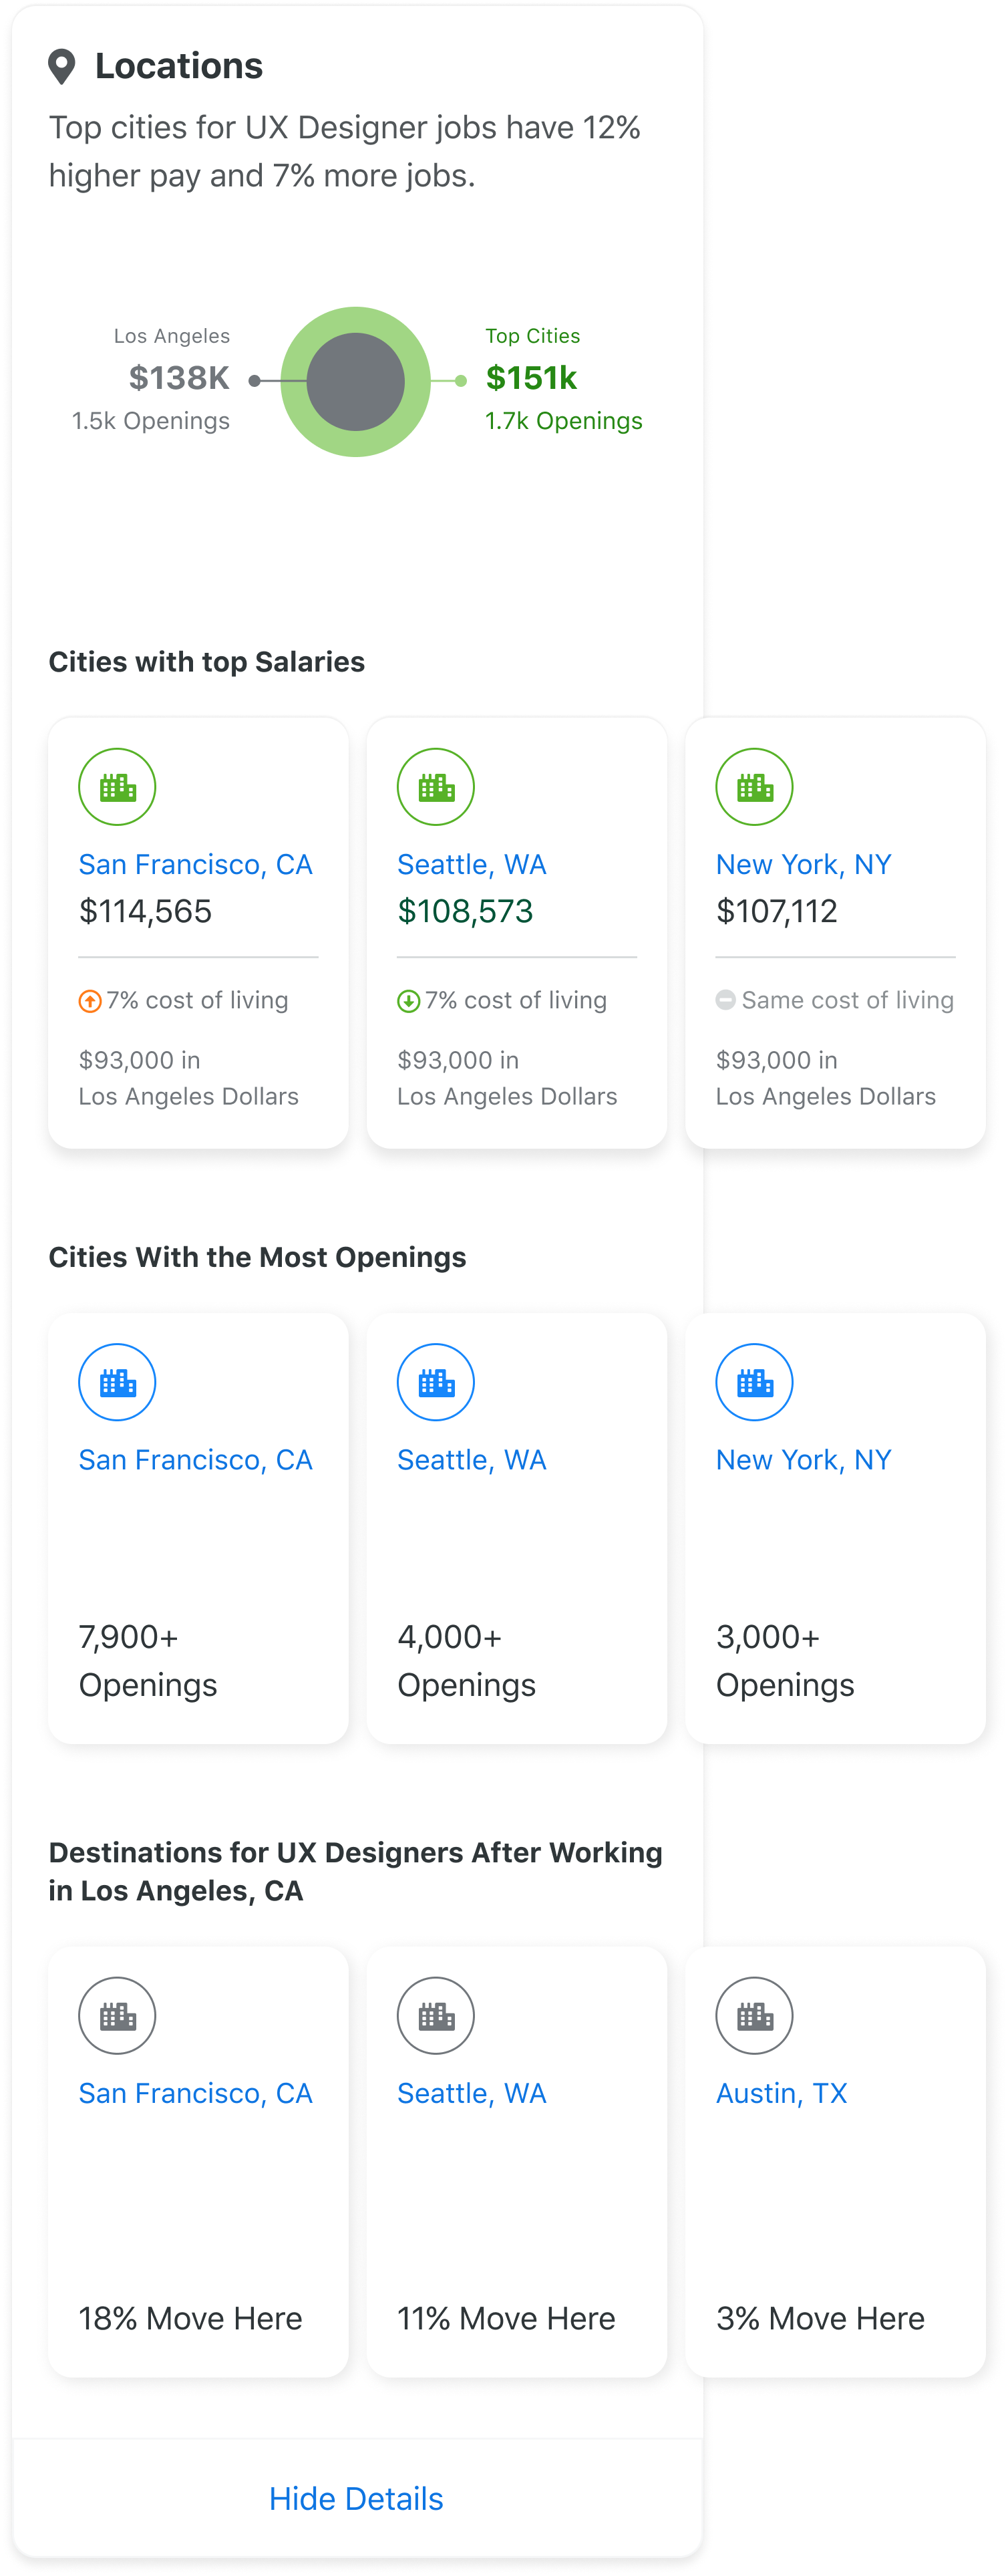 Locations
Top cities for UX Designer jobs have 12%
higher pay and 7% more jobs.
Los Angeles
$138K
1.5k Openings
Top Cities
$151k
1.7k Openings
Cities with top Salaries
San Francisco, CA
$114,565
7% cost of living
$93,000 in
Los Angeles Dollars
Seattle, WA
$108,573
7% cost of living
$93,000 in
Los Angeles Dollars
New York, NY
$107,112
Same cost of living
$93,000 in
Los Angeles Dollars
Cities With the Most Openings
San Francisco, CA
7,900+
Openings
Seattle, WA
4,000+
Openings
New York, NY
3,000+
Openings
Destinations for UX Designers After Working
in Los Angeles, CA
San Francisco, CA
18% Move Here
Seattle, WA
11% Move Here
Austin, TX
3% Move Here
Hide Details